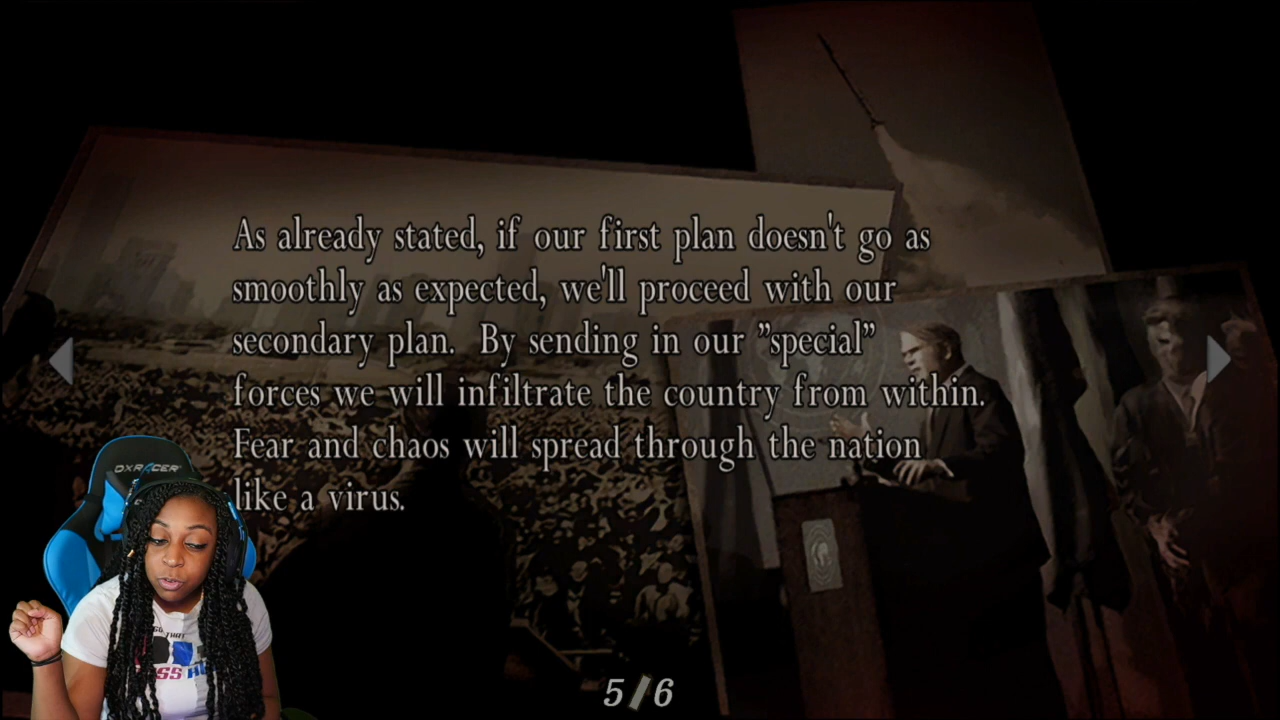 As already stated, if our first plan doesn't go as
smoothly as expected, we'll proceed with our
secondary plan. By sending in our ”special”
forces we will infiltrate the country from within.
Fear and chaos will spread through the nation
like a virus.
DXRACER
5/6